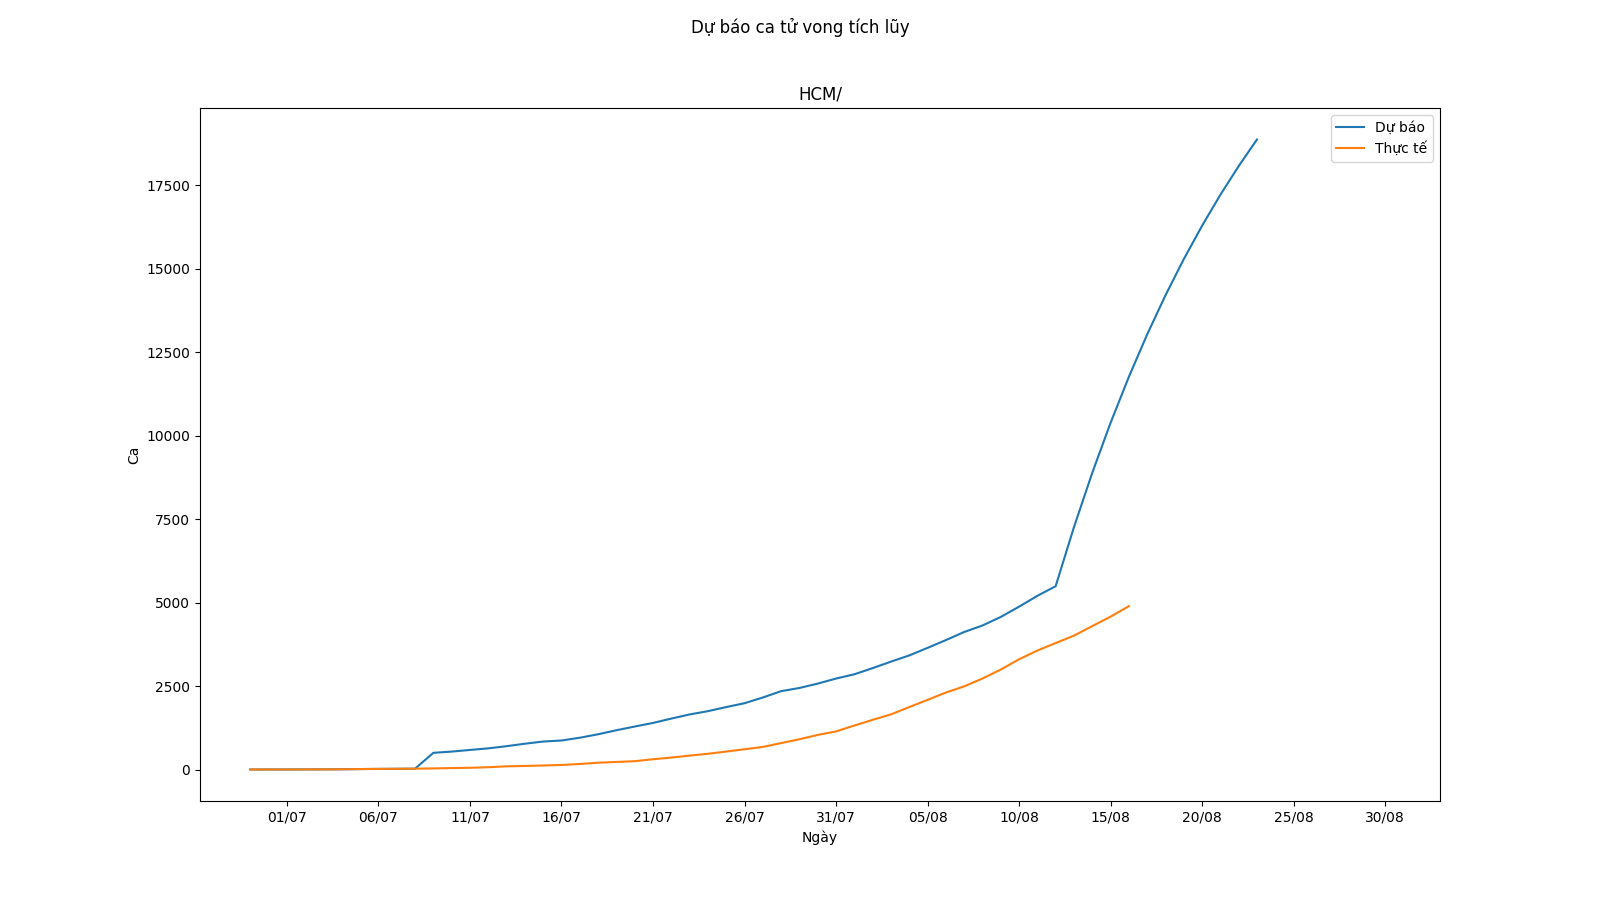 Dự báo ca tử vong tích lũy
HCM/
Dự báo
Thực tế
17500
15000
12500
10000
7500
5000
2500
0
Ca
01/07 06/07 11/07 16/07 21/07 26/07 31/07 05/08 10/08 15/08 20/08 25/08 30/08
Ngày